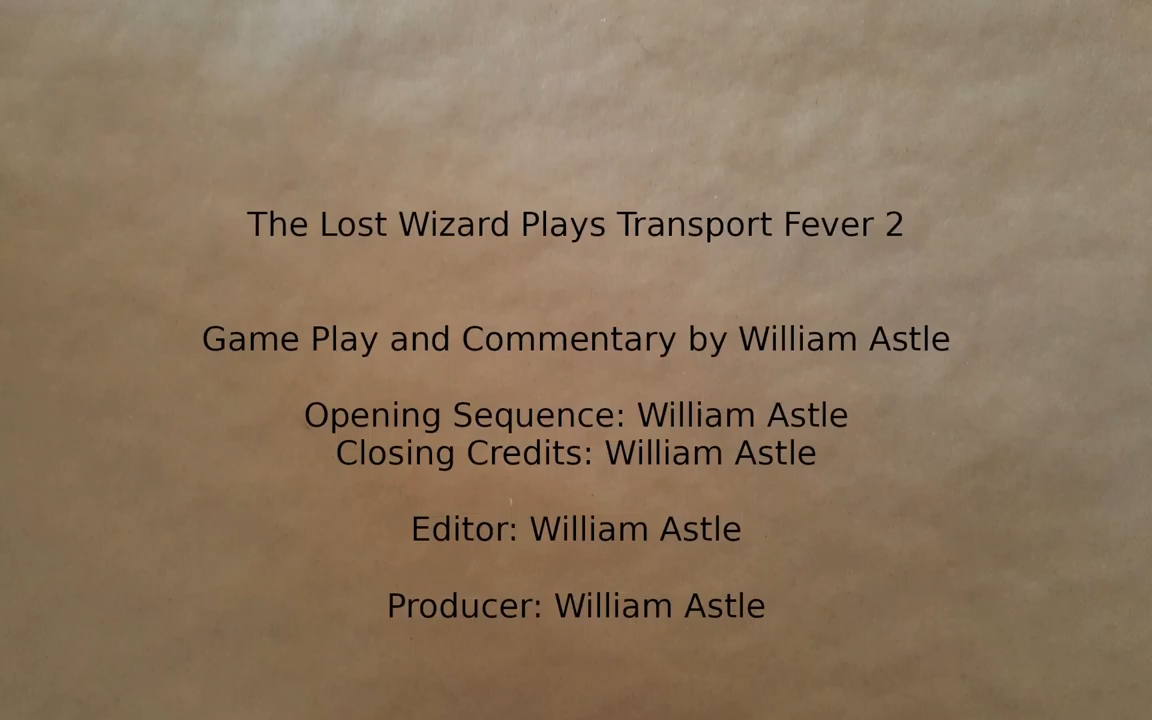 The Lost Wizard Plays Transport Fever 2
Game Play and Commentary by William Astle
Opening Sequence: William Astle
Closing Credits: William Astle
Editor: William Astle
Producer: William Astle